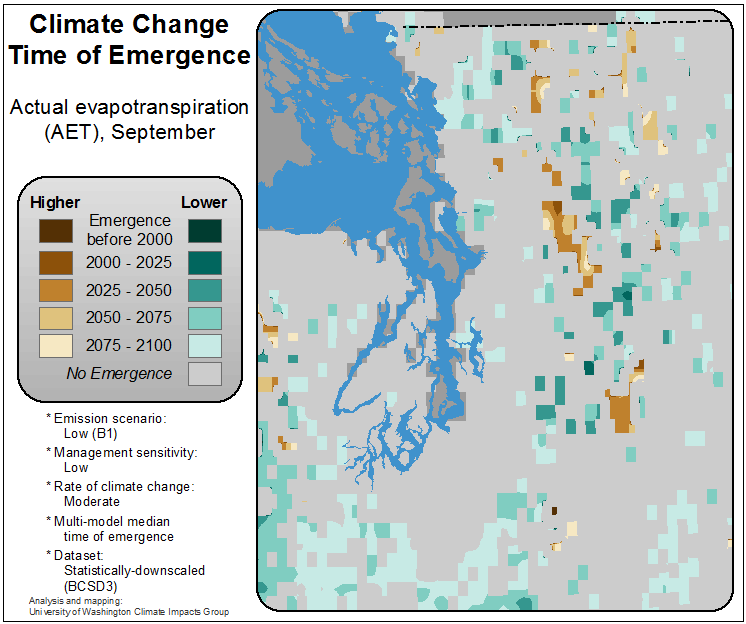 Climate Change
Time of Emergence
Actual evapotranspiration
(AET), September
Higher
Lower
Emergence
before 2000
2000 - 2025
2025 - 2050
2050 - 2075
2075 - 2100
No Emergence
* Emission scenario:
Low (B1)
* Management sensitivity:
Low
* Rate of climate change:
Moderate
* Multi-model median
time of emergence
* Dataset:
Statistically-downscaled
(BCSD3)
Analysis and mapping:
University of Washington Climate Impacts Group